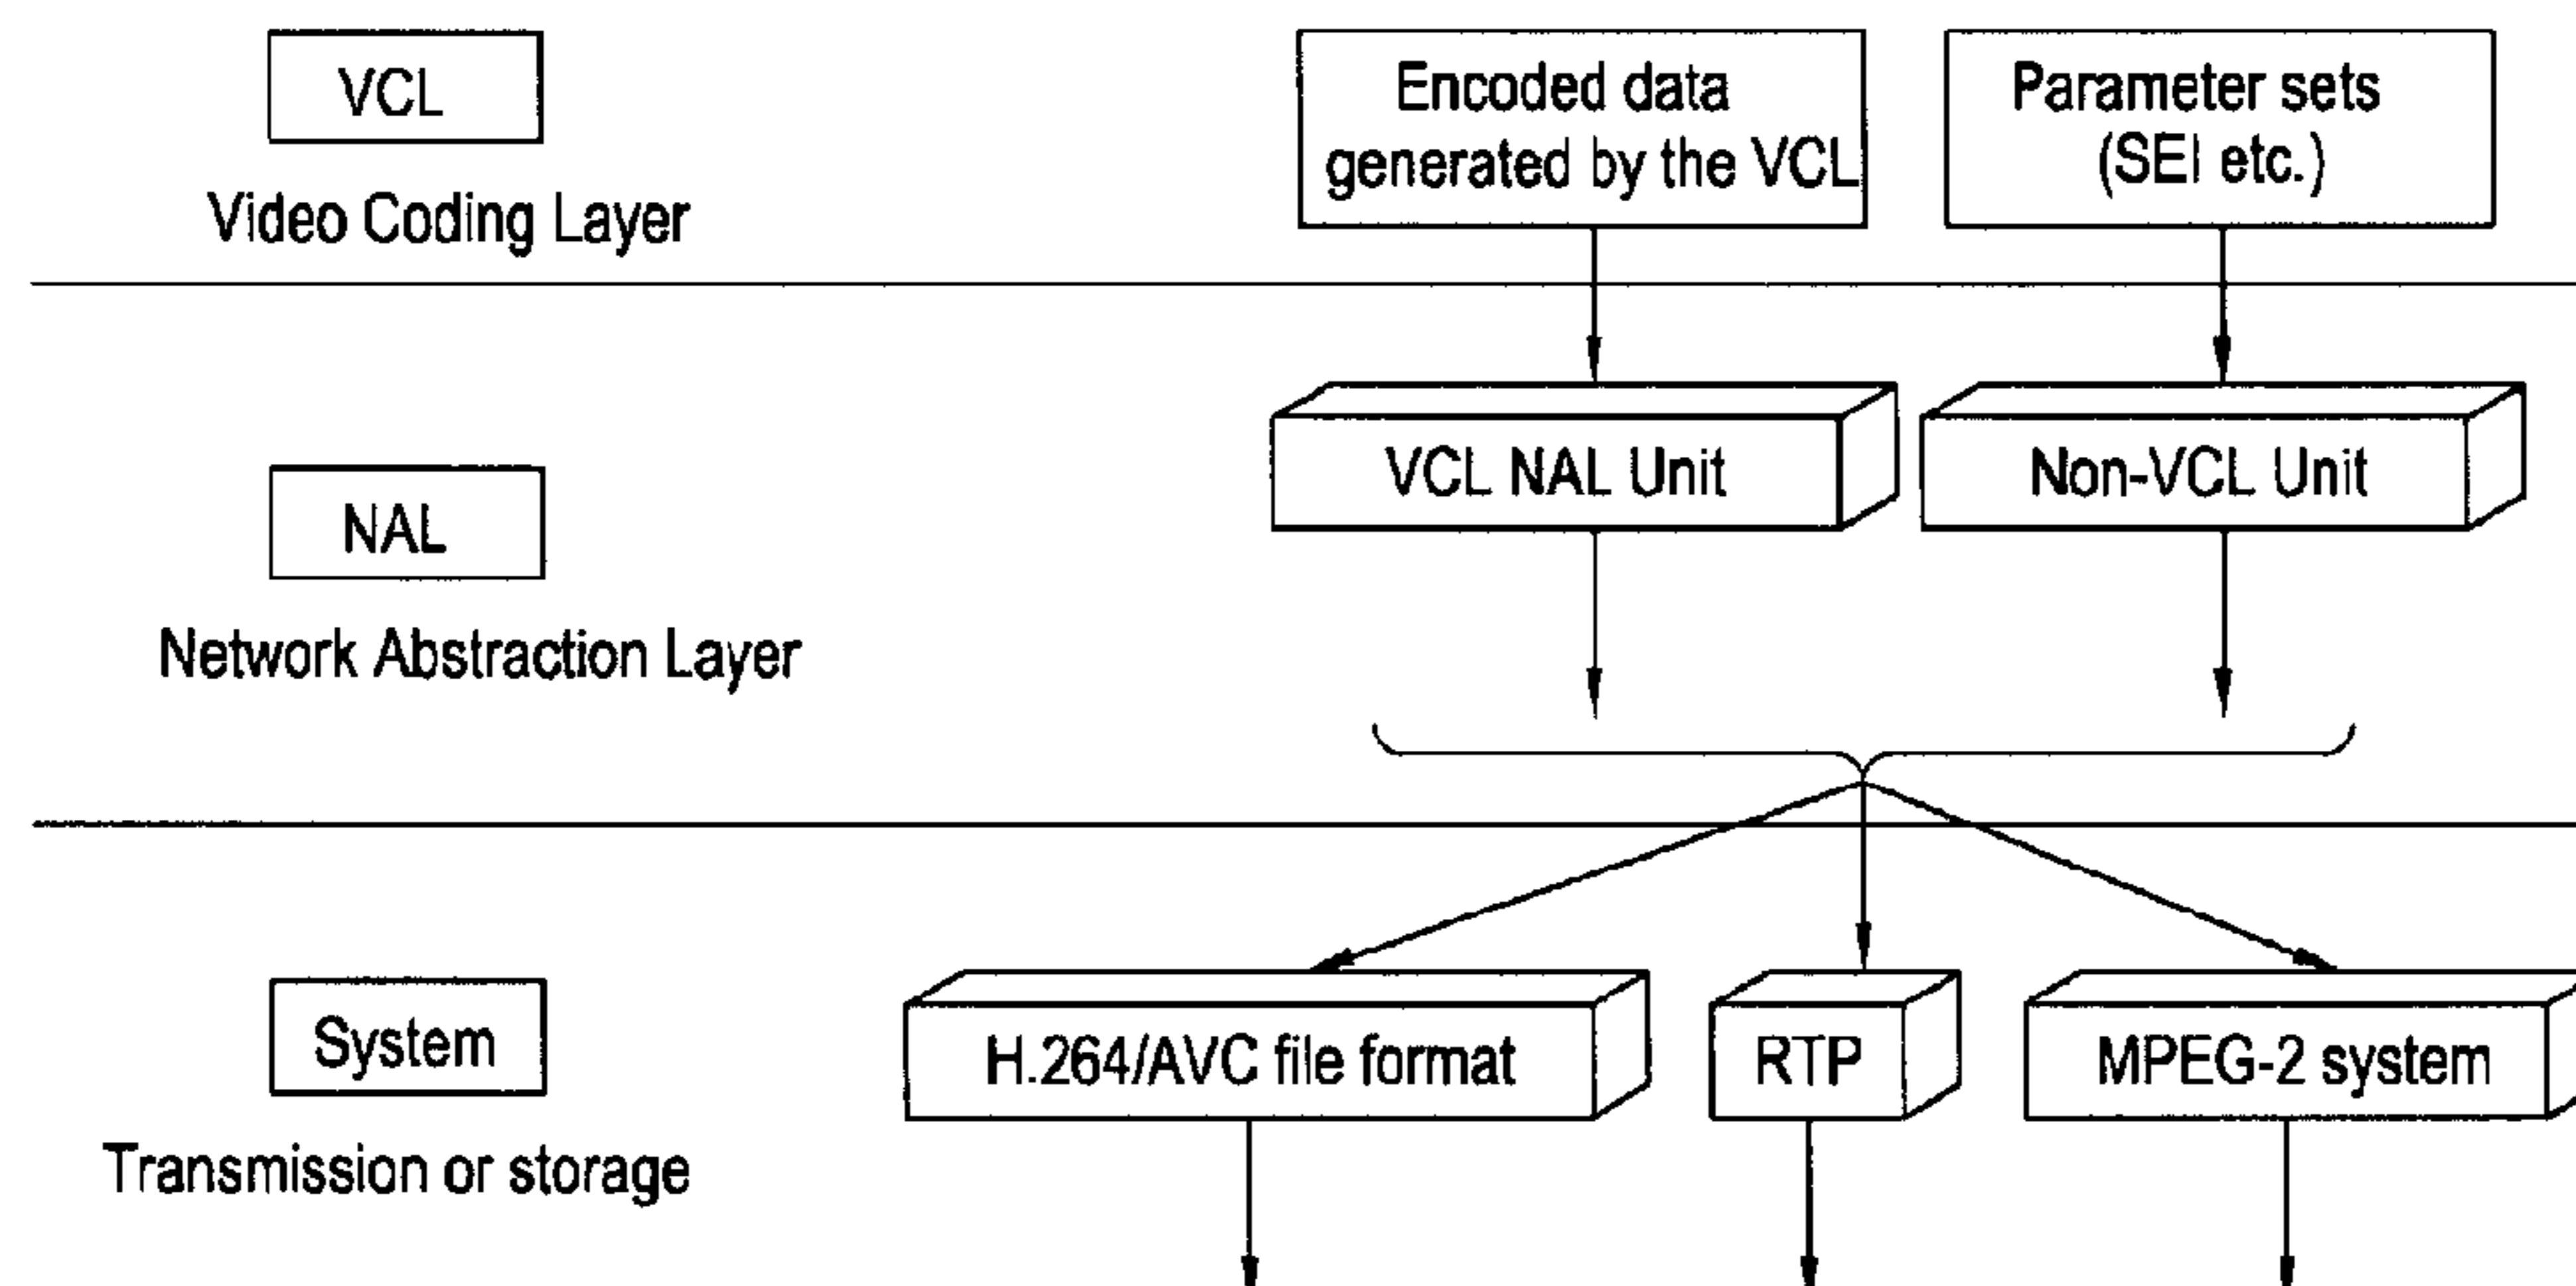 VCL
Video Coding Layer
Encoded data
generated by the VCL
Parameter sets
(SEI etc.)
NAL
Network Abstraction Layer
VCL NAL Unit
Non-VCL Unit
System
Transmission or storage
H.264/AVC file format
RTP
MPEG-2 system